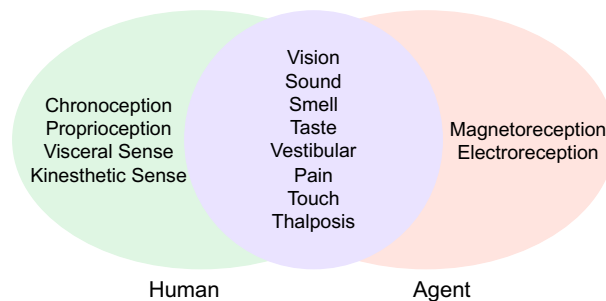 Chronoception
Proprioception
Visceral Sense
Kinesthetic Sense
Vision
Sound
Smell
Taste
Vestibular
Pain
Touch
Thalposis
Magnetoreception
Electroreception
Human
Agent